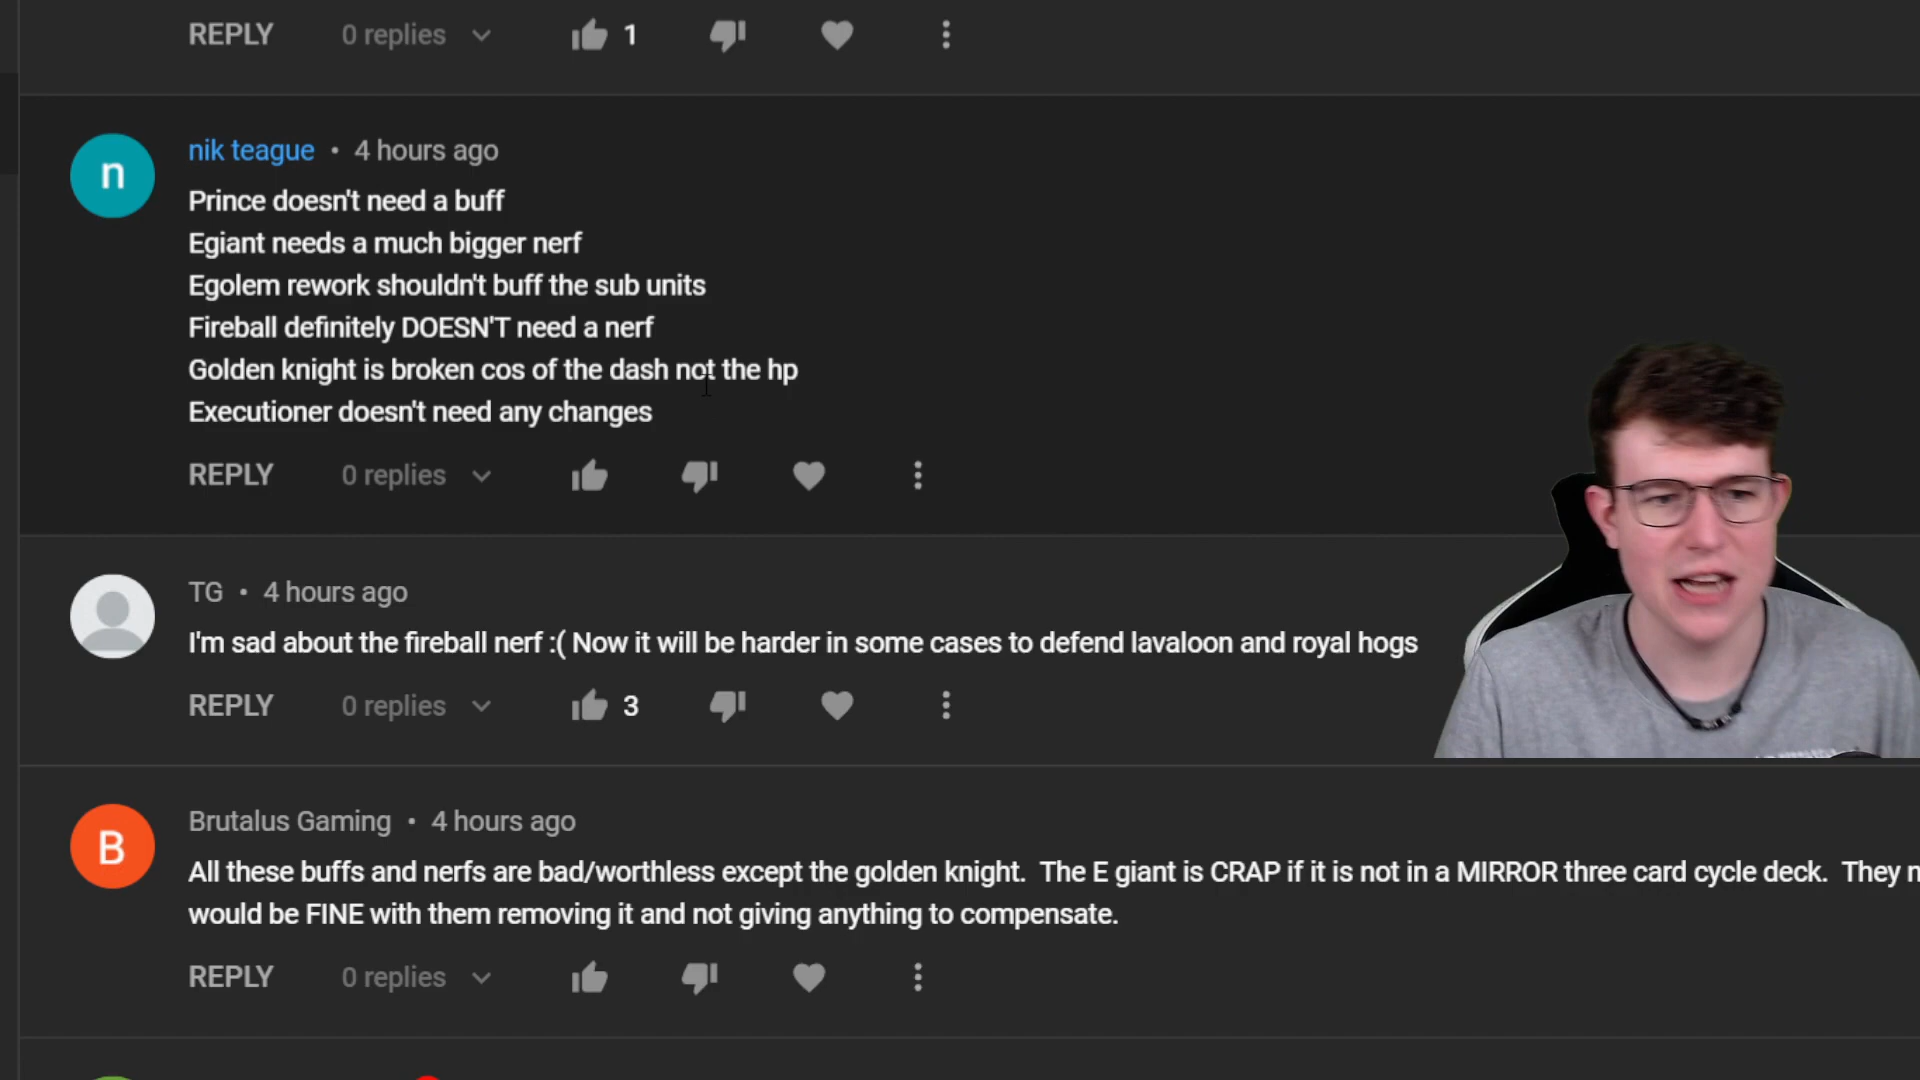 REPLY 0 replies 1
n
nik teague • 4 hours ago
Prince doesn't need a buff
Egiant needs a much bigger nerf
Egolem rework shouldn't buff the sub units
Fireball definitely DOESN'T need a nerf
Golden knight is broken cos of the dash not the hp
Executioner doesn't need any changes
REPLY 0 replies
TG • 4 hours ago
I'm sad about the fireball nerf :( Now it will be harder in some cases to defend lavaloon and royal hogs
REPLY 0 replies 3
B
Brutalus Gaming • 4 hours ago
All these buffs and nerfs are bad/worthless except the golden knight. The E giant is CRAP if it is not in a MIRROR three card cycle deck. They
would be FINE with them removing it and not giving anything to compensate.
REPLY 0 replies